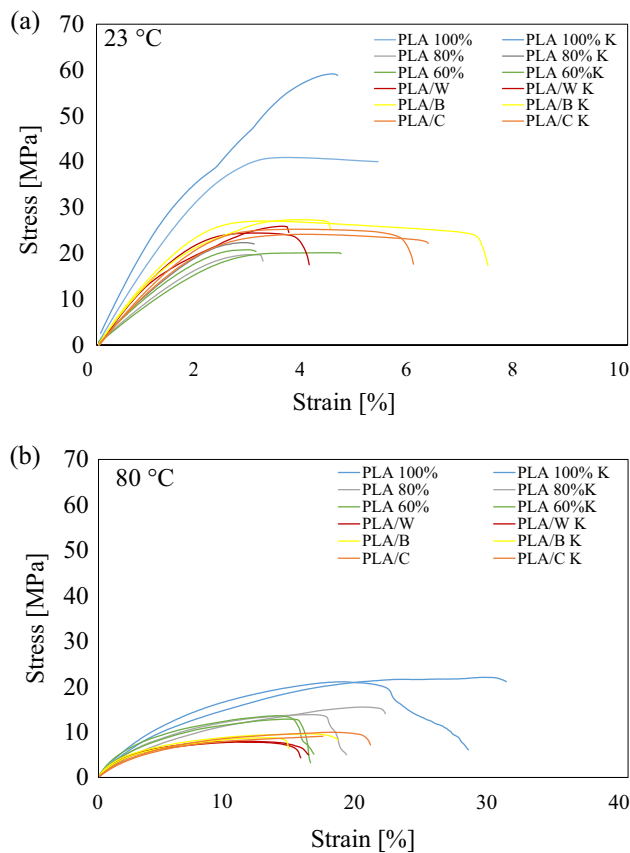 (a)
23 °C
PLA 100% PLA 100% K
PLA 80% PLA 80% K
PLA 60% PLA 60%K
PLA/W PLA/W K
PLA/B PLA/B K
PLA/C PLA/C K
70
60
50
40
30
20
10
0
Stress [MPa]
0 2 4 6 8 10
Strain [%]
(b)
80 °C
PLA 100% PLA 100% K
PLA 80% PLA 80%K
PLA 60% PLA 60%K
PLA/W PLA/W K
PLA/B PLA/B K
PLA/C PLA/C K
70
60
50
40
30
20
10
0
Stress [MPa]
0 10 20 30 40
Strain [%]